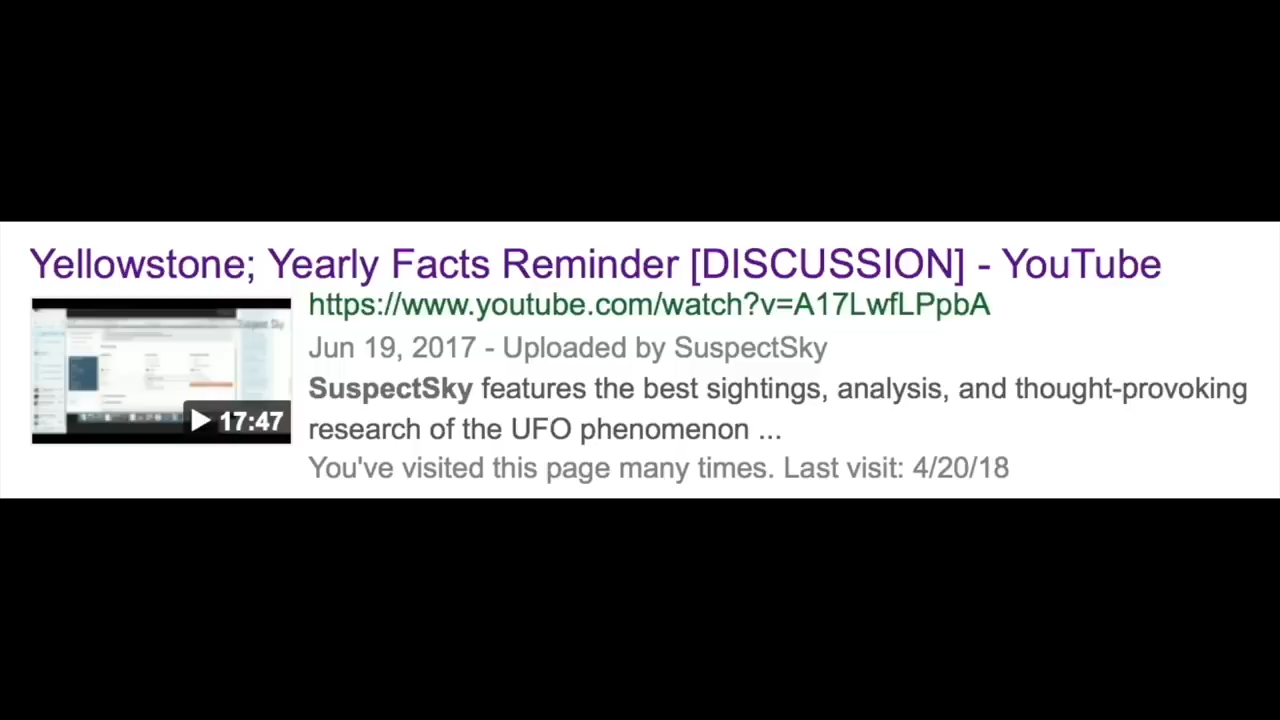 Yellowstone; Yearly Facts Reminder [DISCUSSION] - YouTube
https://www.youtube.com/watch?v=A17LwfLPpbA
Jun 19, 2017 - Uploaded by SuspectSky
SuspectSky features the best sightings, analysis, and thought-provoking
research of the UFO phenomenon ...
You've visited this page many times. Last visit: 4/20/18
Suspect Sky
17:47